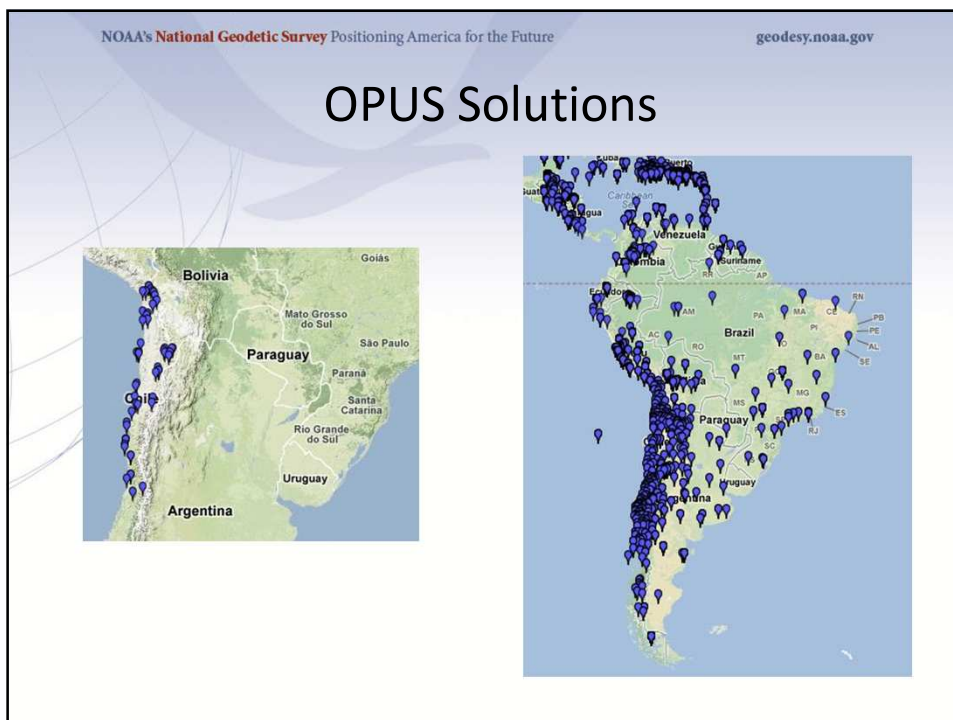 NOAA's National Geodetic Survey Positioning America for the Future
geodesy.noaa.gov
OPUS Solutions
Bolivia
Goiás
Mato Grosso
do Sul
Paraguay
São Paulo
Paraná
Chile
Santa
Catarina
Rio Grande
do Sul
Uruguay
Argentina
Puerto
Caribbean
Venezuela
Suriname
RR
AP
AM
PA
MA
CE
RN
PB
PE
AL
SE
PI
AC
RO
Brazil
MT
BA
MG
MS
ES
RJ
Paraguay
SC
Uruguay